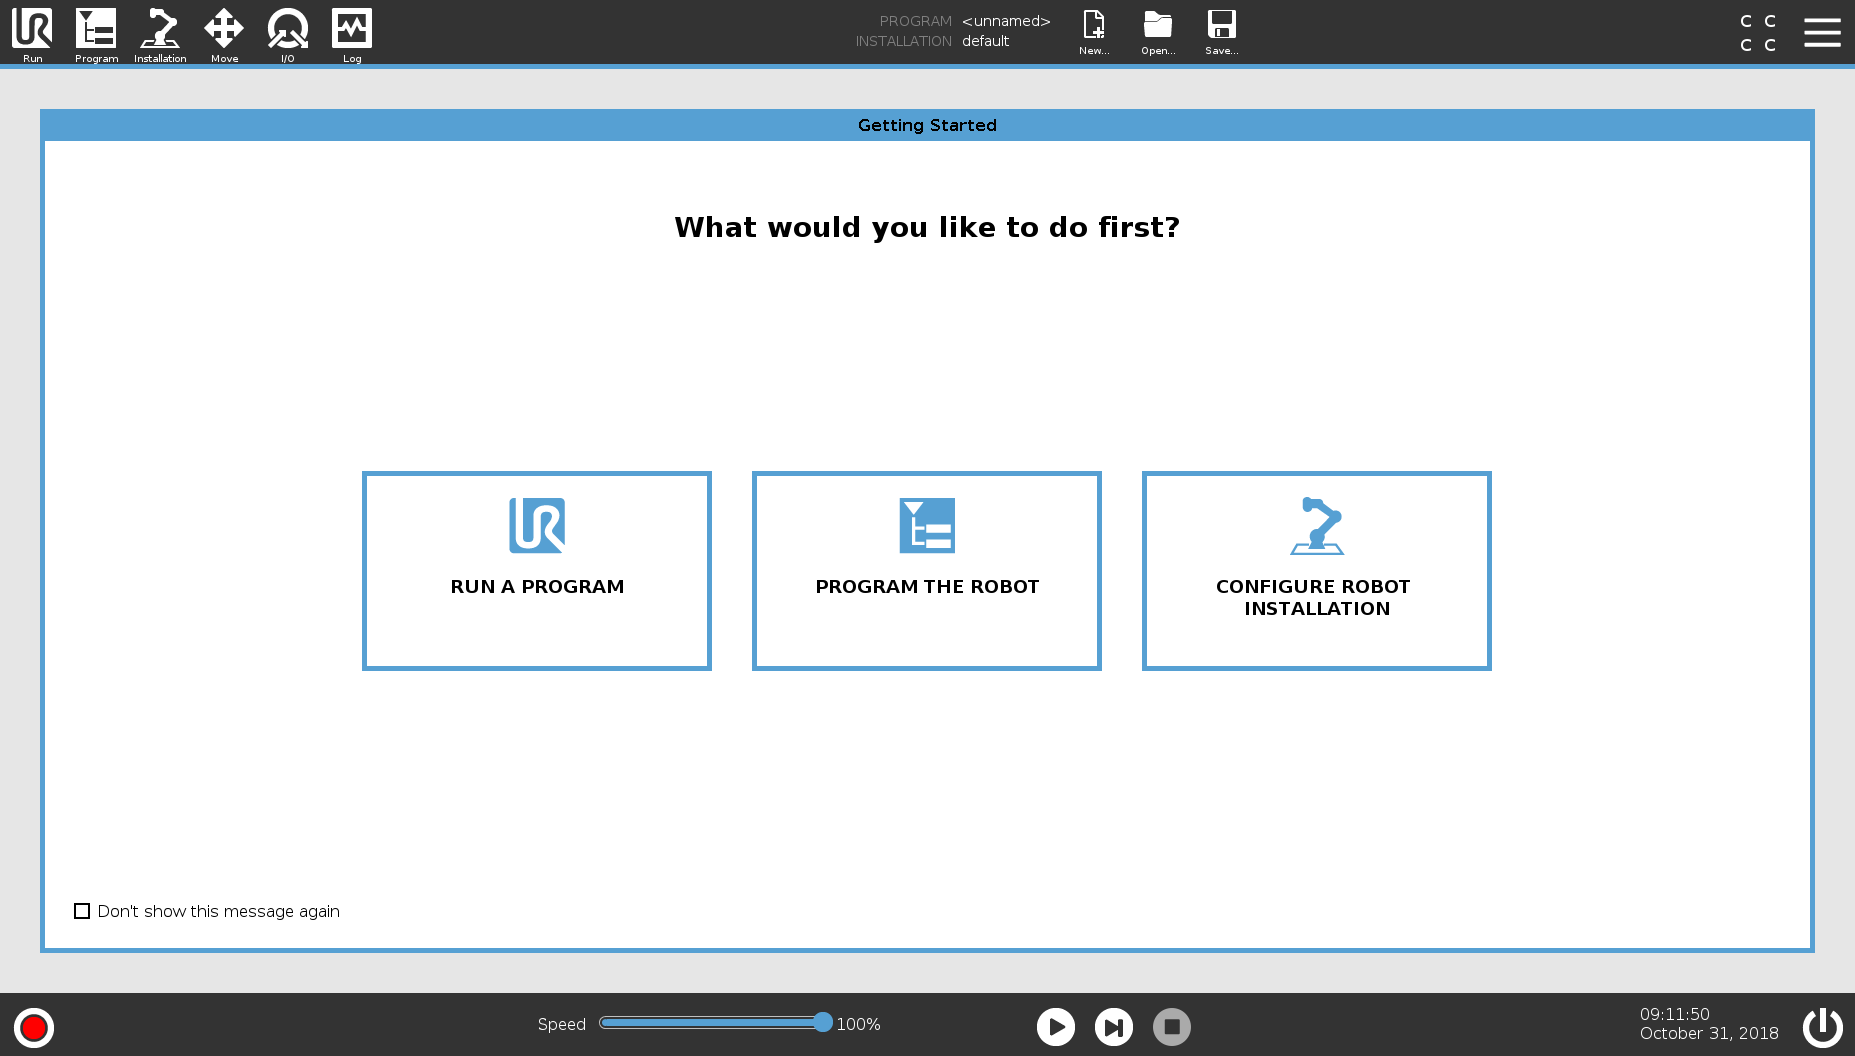 Run
Program
Installation
Move
I/O
Log
PROGRAM <unnamed>
INSTALLATION default
New...
Open...
Save...
C C
C C
Getting Started
What would you like to do first?
RUN A PROGRAM
PROGRAM THE ROBOT
CONFIGURE ROBOT
INSTALLATION
Don't show this message again
Speed 100%
09:11:50
October 31, 2018